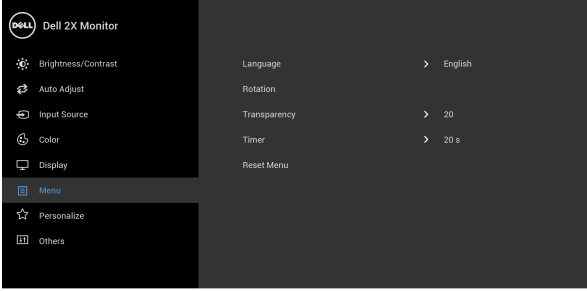 DELL Dell 2X Monitor
Brightness/Contrast Language > English
Auto Adjust Rotation
Input Source Transparency > 20
Color Timer > 20 s
Display Reset Menu
Menu
Personalize
Others